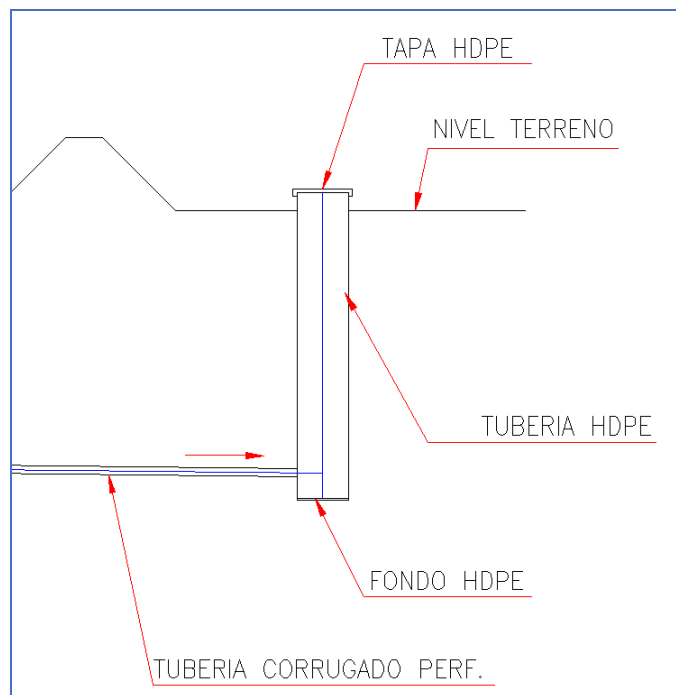 TAPA HDPE
NIVEL TERRENO
TUBERIA HDPE
FONDO HDPE
TUBERIA CORRUGADO PERF.